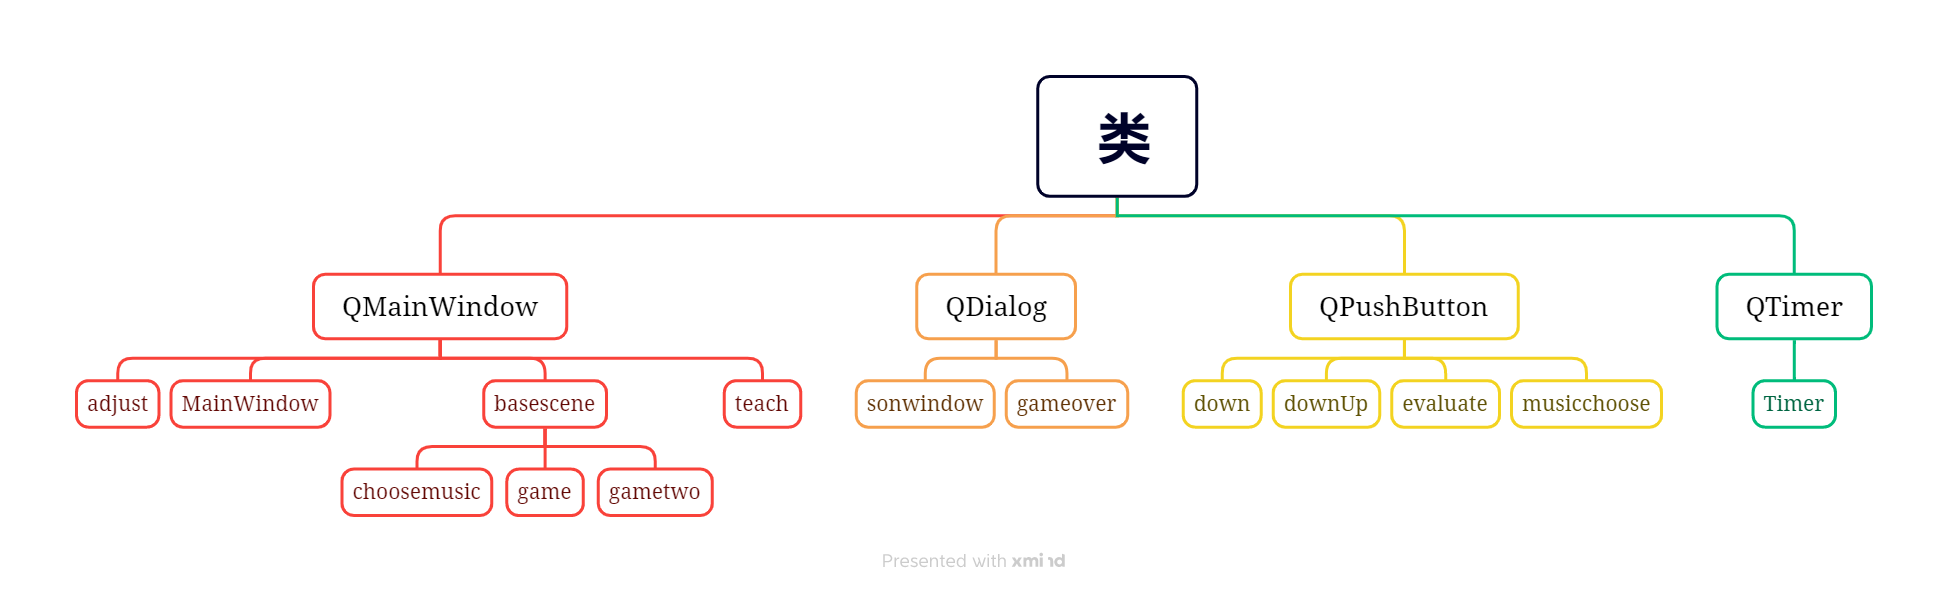 类
QMainWindow
QDialog
QPushButton
QTimer
adjust
MainWindow
basescene
teach
sonwindow
gameover
down
downUp
evaluate
musicchoose
Timer
choosemusic
game
gametwo
Presented with xmind